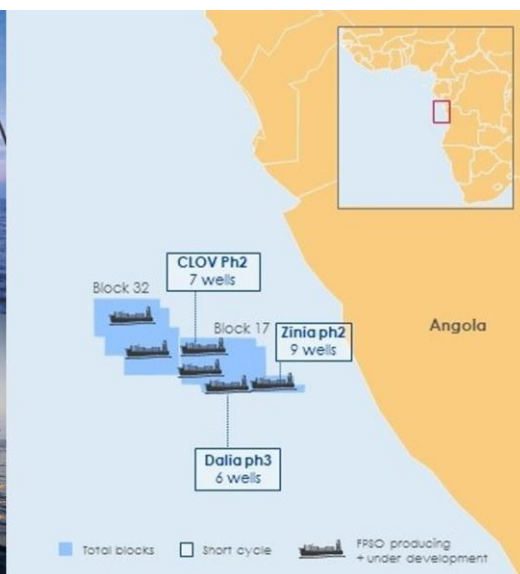 CLOV Ph2
7 wells
Block 32
Block 17
Zinia ph2
9 wells
Angola
Dalia ph3
6 wells
Total blocks
Short cycle
FPSO producing
+ under development